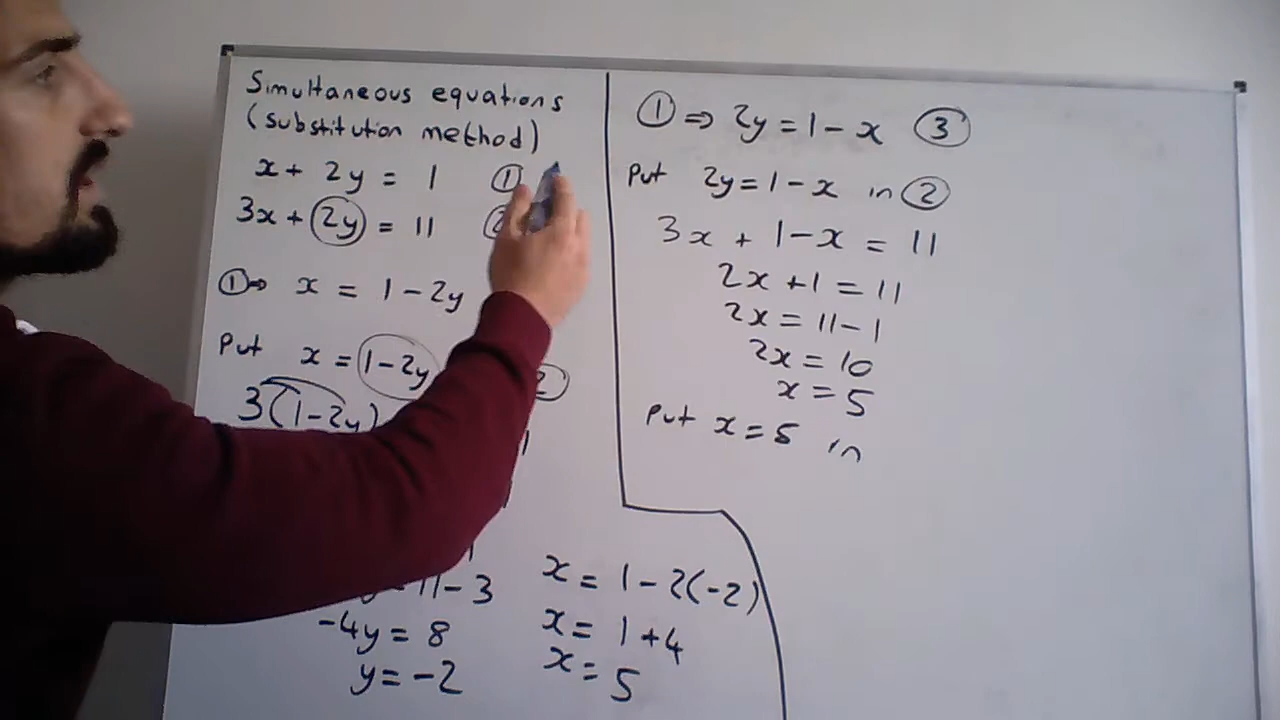 Simultaneous equations
(substitution method)
x + 2y = 1 ①
3x + 2y = 11 ②
①⇒ x = 1 - 2y
Put x = 1 - 2y ②
3(1-2y)
11 - 3
-4y = 8
y = -2
x = 1 - 2(-2)
x = 1 + 4
x = 5
① ⇒ 2y = 1 - x ③
Put 2y = 1 - x in ②
3x + 1 - x = 11
2x + 1 = 11
2x = 11 - 1
2x = 10
x = 5
Put x = 5 in